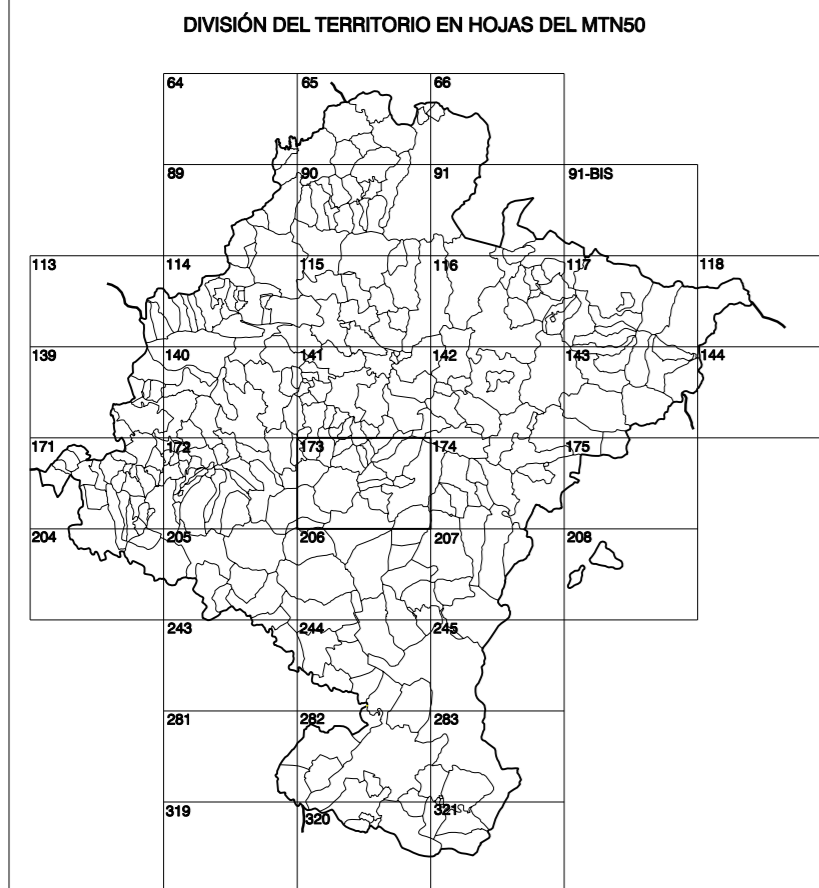 DIVISIÓN DEL TERRITORIO EN HOJAS DEL MTN50
64 65 66
89 90 91 91-BIS
113 114 115 116 117 118
139 140 141 142 143 144
171 172 173 174 175
204 205 206 207 208
243 244 245
281 282 283
319 320 321